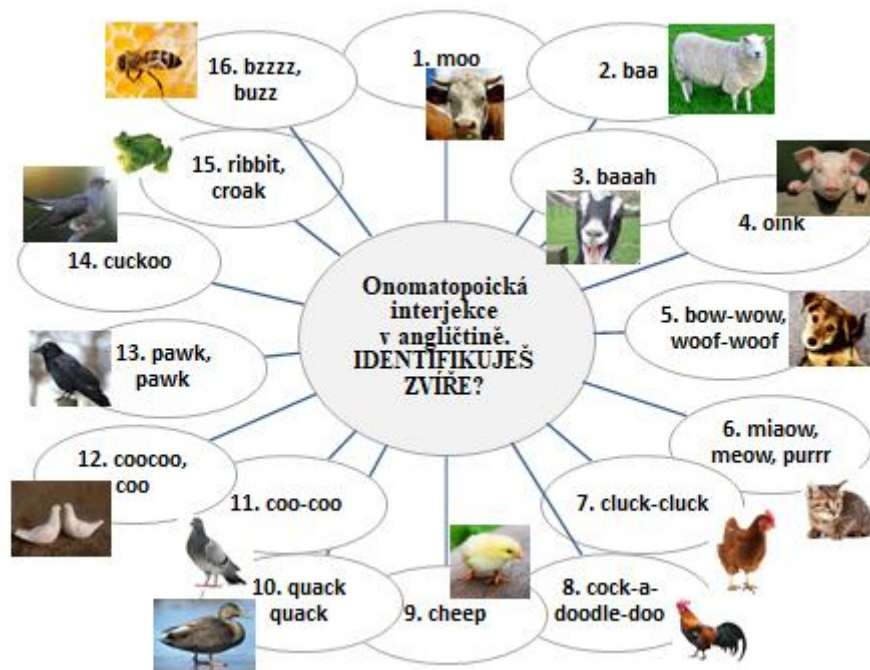 Onomatopoická
interjekce
v angličtině.
IDENTIFIKUJEŠ
ZVÍŘE?
1. moo
2. baa
3. baaah
4. oink
5. bow-wow,
woof-woof
6. miaow,
meow, purrr
7. cluck-cluck
8. cock-a-
doodle-doo
9. cheep
10. quack
quack
11. coo-coo
12. coocoo,
coo
13. pawk,
pawk
14. cuckoo
15. ribbit,
croak
16. bzzzz,
buzz